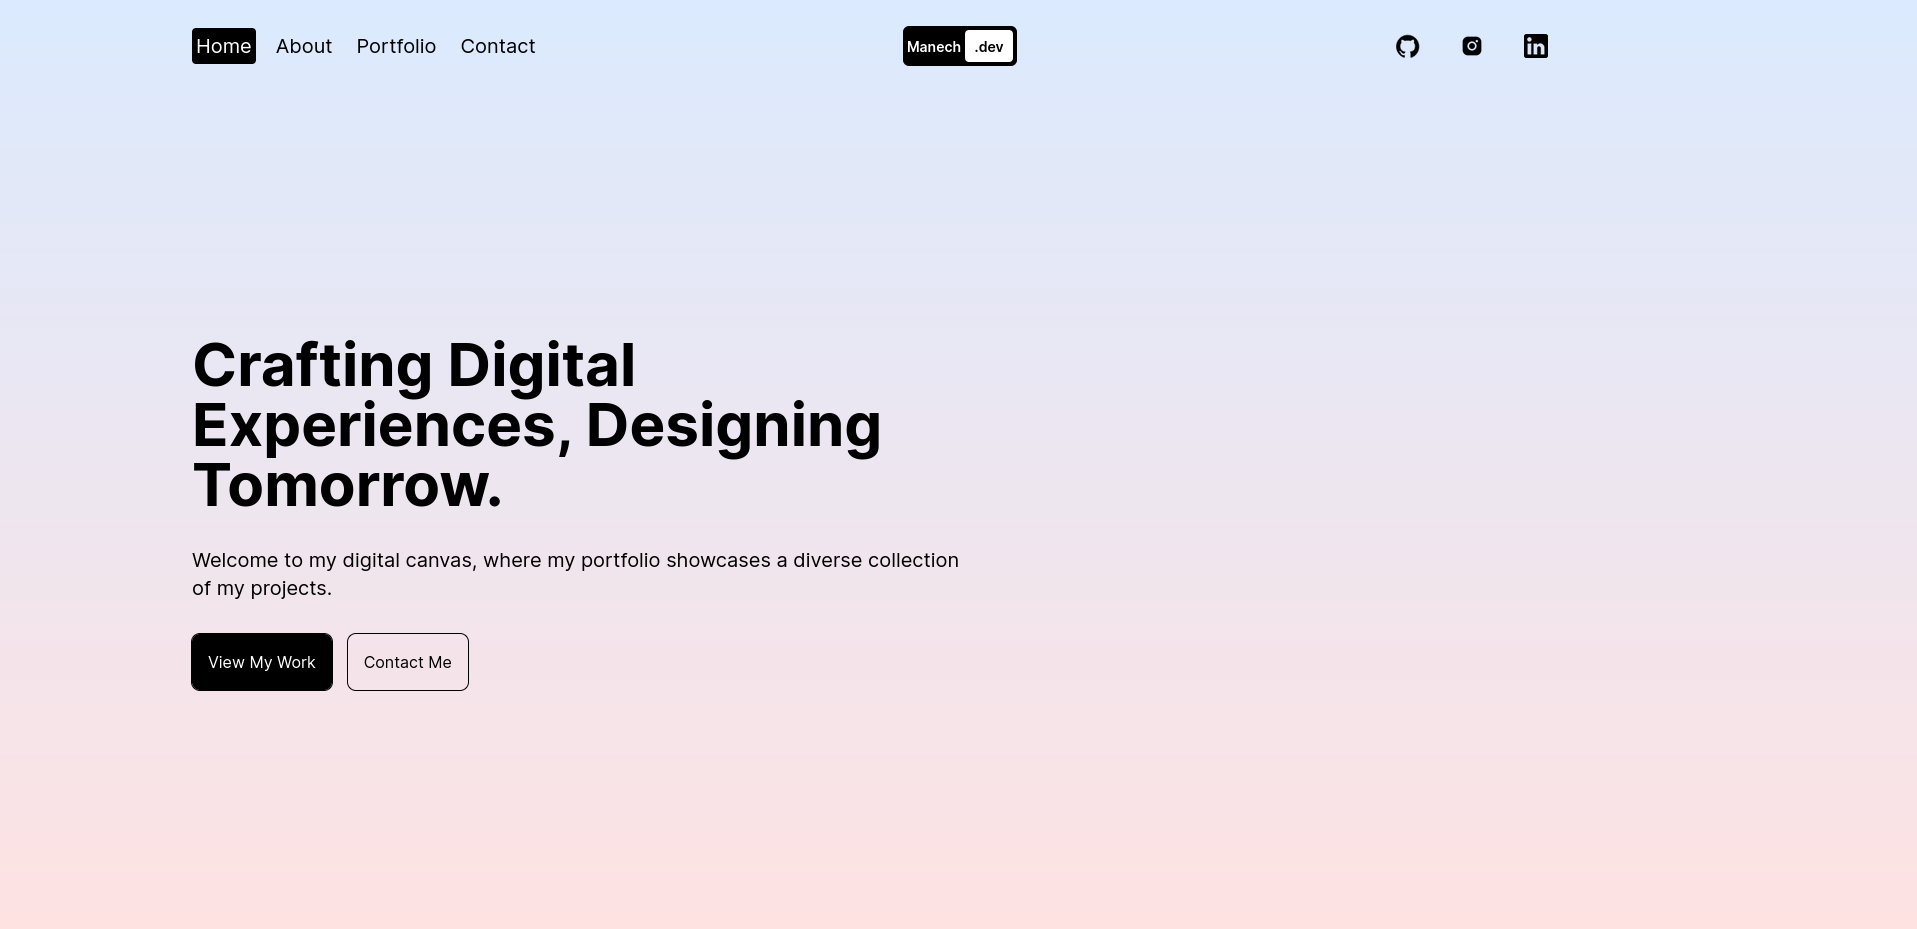 Home About Portfolio Contact Manech .dev
Crafting Digital
Experiences, Designing
Tomorrow.
Welcome to my digital canvas, where my portfolio showcases a diverse collection
of my projects.
View My Work Contact Me